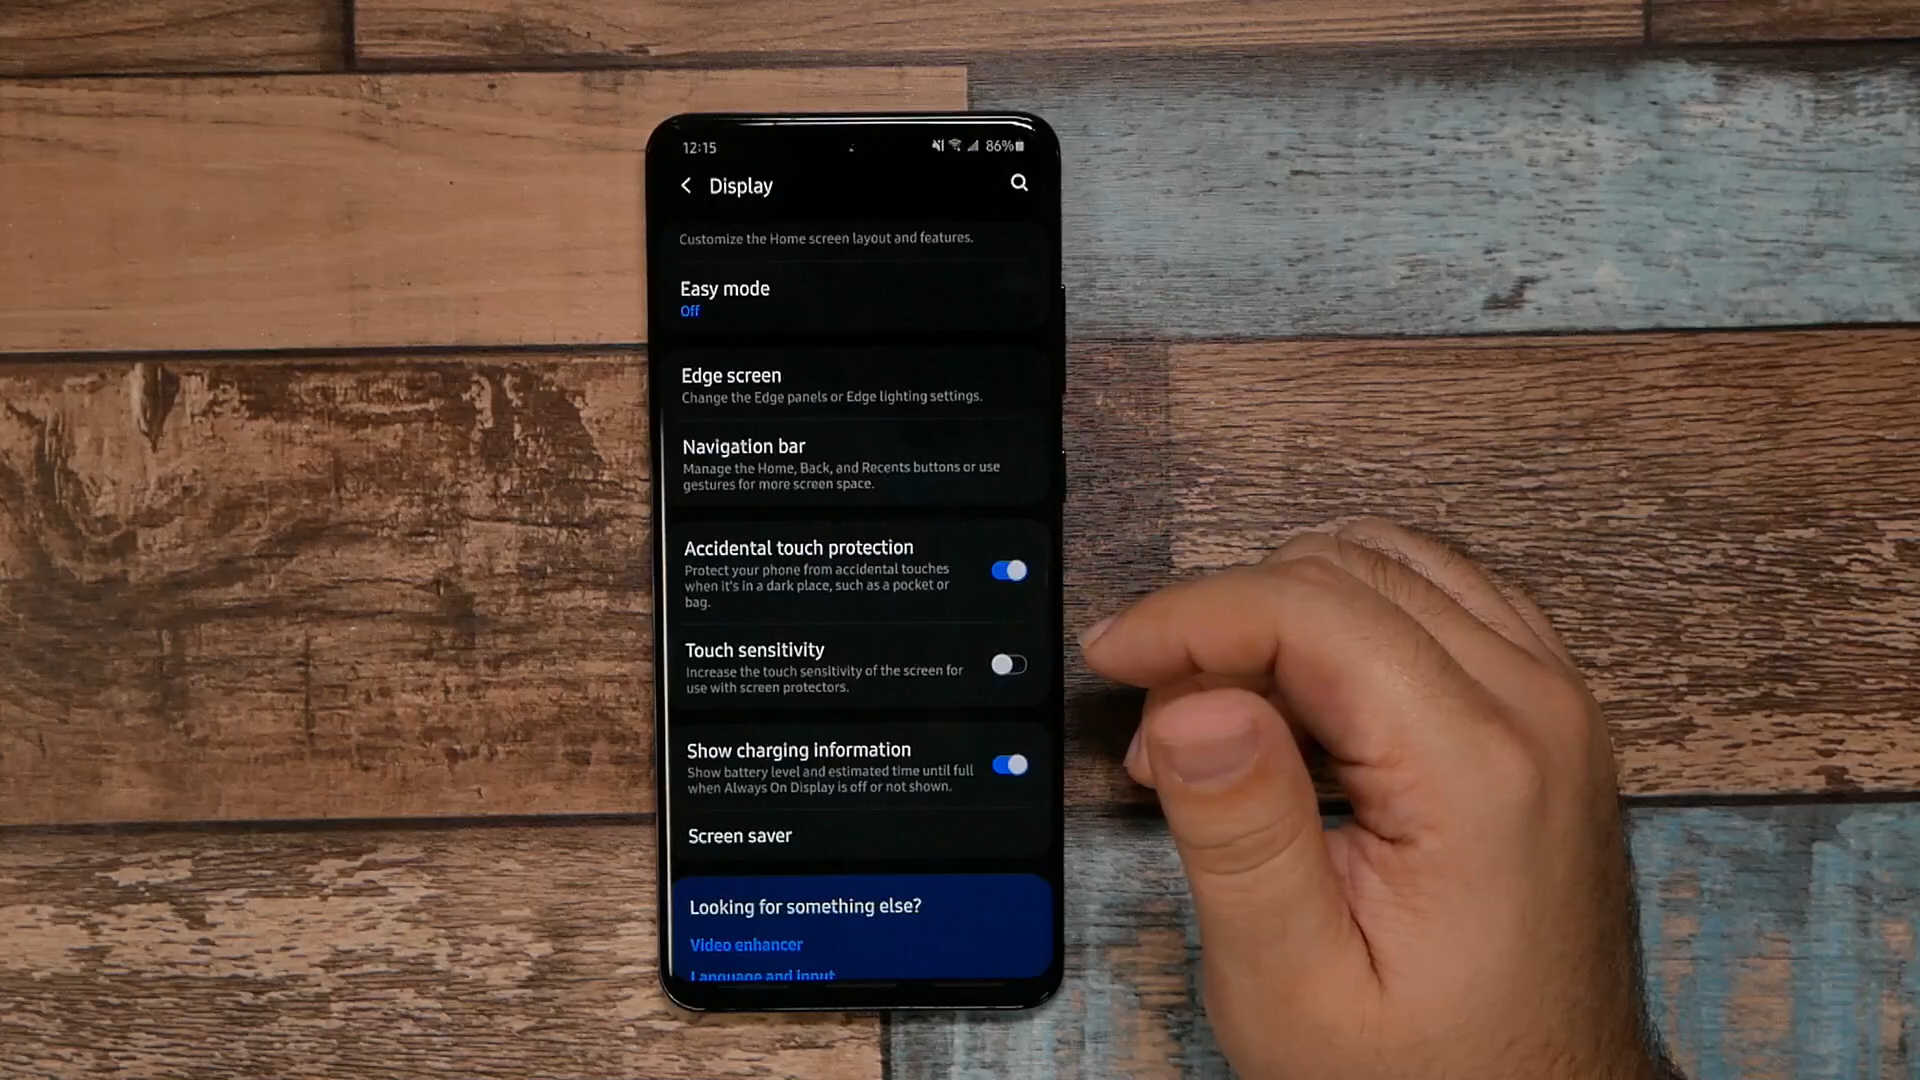 12:15
86%
Display
Customize the Home screen layout and features.
Easy mode
Off
Edge screen
Change the Edge panels or Edge lighting settings.
Navigation bar
Manage the Home, Back, and Recents buttons or use
gestures for more screen space.
Accidental touch protection
Protect your phone from accidental touches
when it's in a dark place, such as a pocket or
bag.
Touch sensitivity
Increase the touch sensitivity of the screen for
use with screen protectors.
Show charging information
Show battery level and estimated time until full
when Always On Display is off or not shown.
Screen saver
Looking for something else?
Video enhancer
Language and input